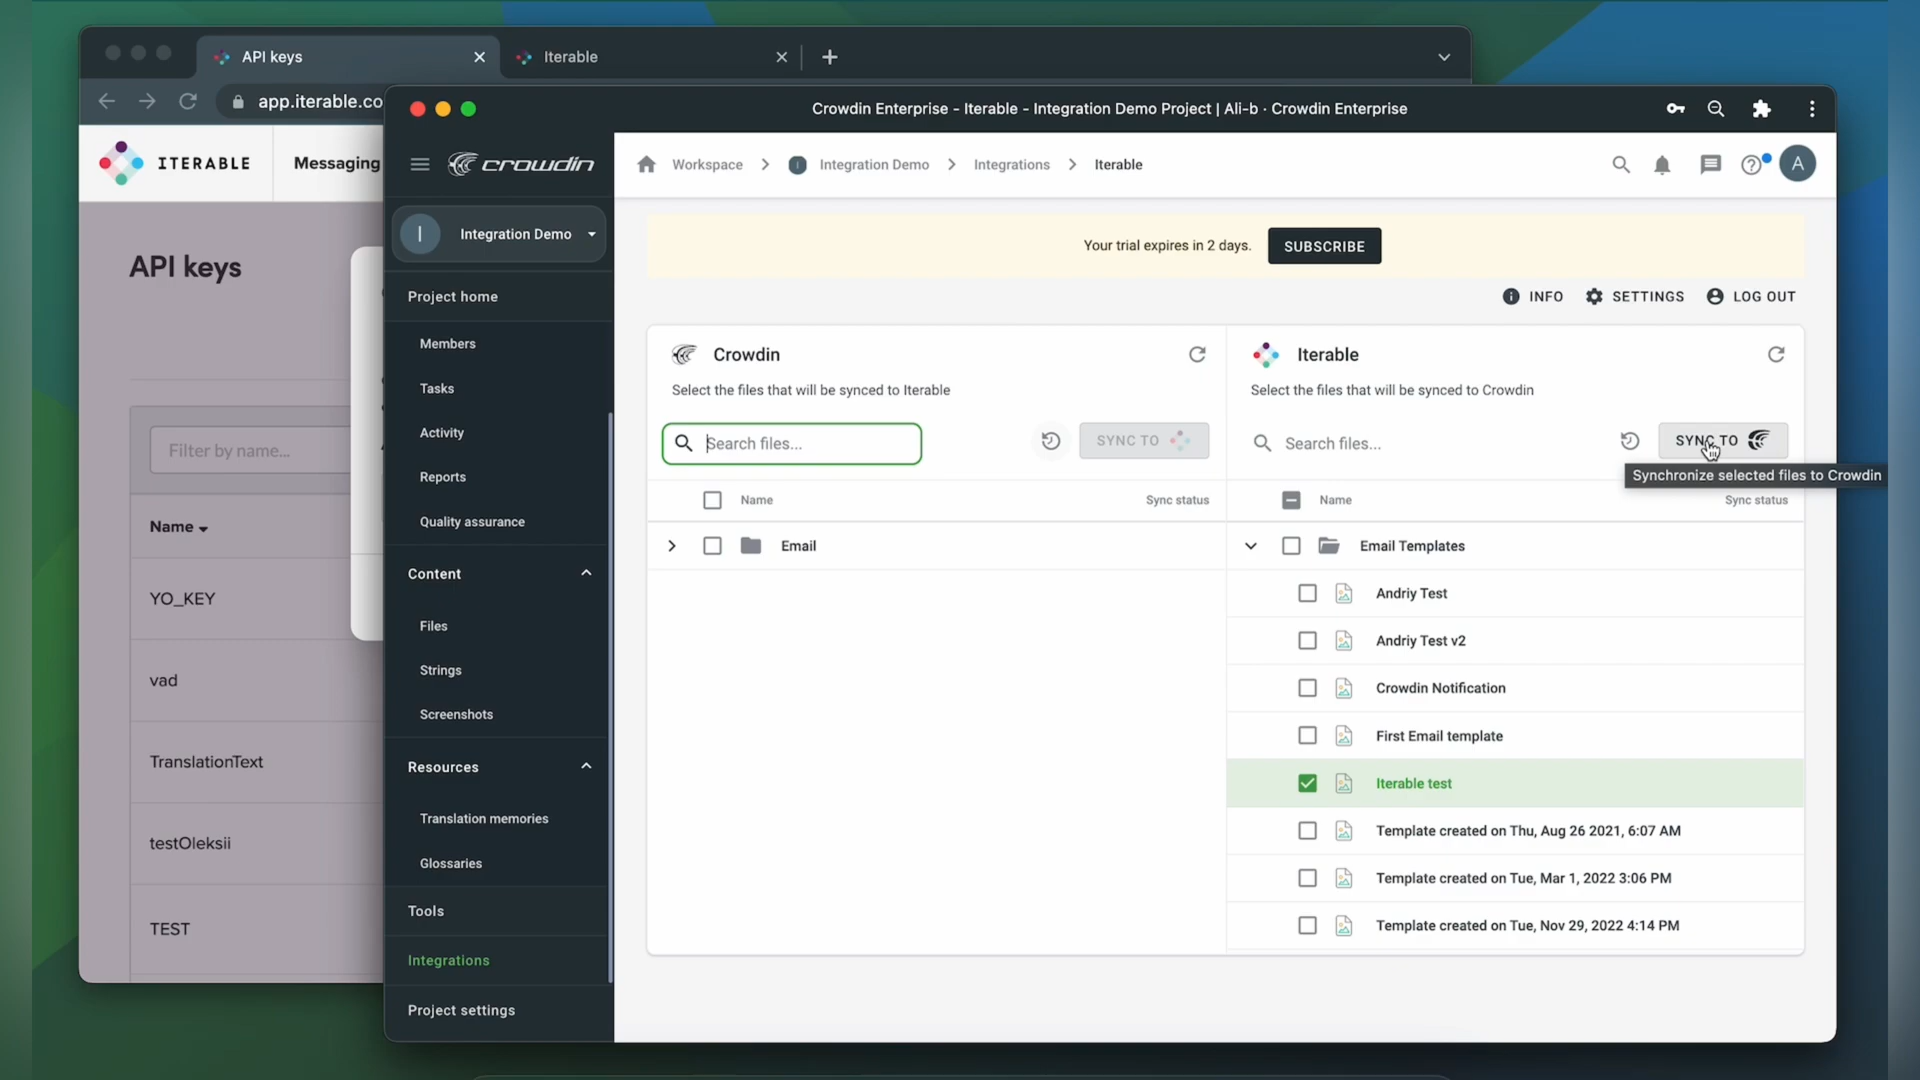 API keys
Iterable
app.iterable.co
ITERABLE
Messaging
API keys
Filter by name...
Name
YO_KEY
vad
TranslationText
testOleksii
TEST
Crowdin Enterprise - Iterable - Integration Demo Project | Ali-b · Crowdin Enterprise
crowdin
Workspace > I Integration Demo > Integrations > Iterable
A
I Integration Demo
Project home
Members
Tasks
Activity
Reports
Quality assurance
Content
Files
Strings
Screenshots
Resources
Translation memories
Glossaries
Tools
Integrations
Project settings
Your trial expires in 2 days. SUBSCRIBE
INFO SETTINGS LOG OUT
Crowdin
Select the files that will be synced to Iterable
Search files...
SYNC TO
Name Sync status
Email
Iterable
Select the files that will be synced to Crowdin
Search files...
SYNC TO
Synchronize selected files to Crowdin
Name Sync status
Email Templates
Andriy Test
Andriy Test v2
Crowdin Notification
First Email template
Iterable test
Template created on Thu, Aug 26 2021, 6:07 AM
Template created on Tue, Mar 1, 2022 3:06 PM
Template created on Tue, Nov 29, 2022 4:14 PM